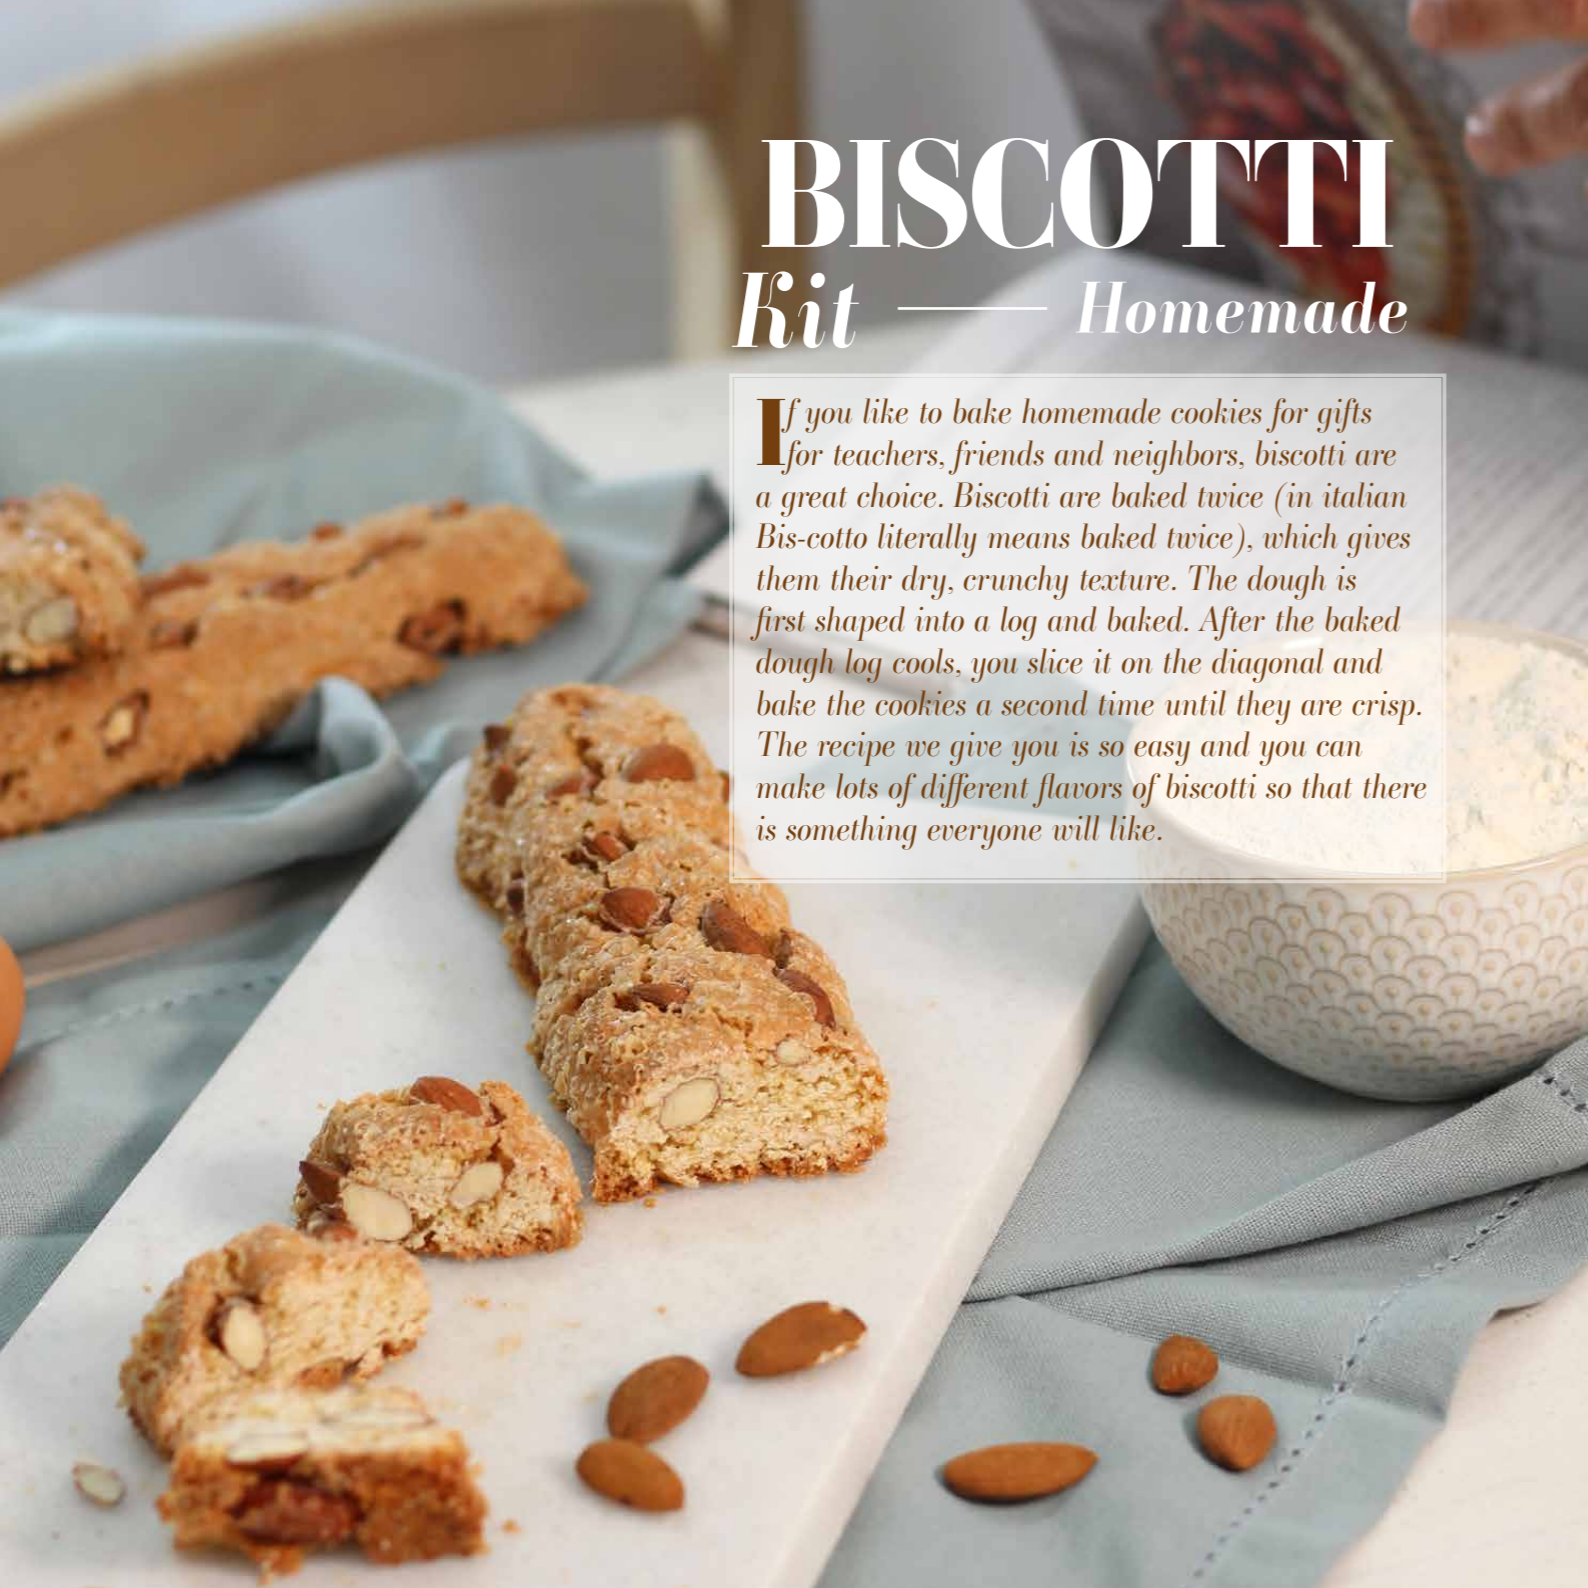 BISCOTTI
Kit Homemade
If you like to bake homemade cookies for gifts
for teachers, friends and neighbors, biscotti are
a great choice. Biscotti are baked twice (in italian
Bis-cotto literally means baked twice), which gives
them their dry, crunchy texture. The dough is
first shaped into a log and baked. After the baked
dough log cools, you slice it on the diagonal and
bake the cookies a second time until they are crisp.
The recipe we give you is so easy and you can
make lots of different flavors of biscotti so that there
is something everyone will like.